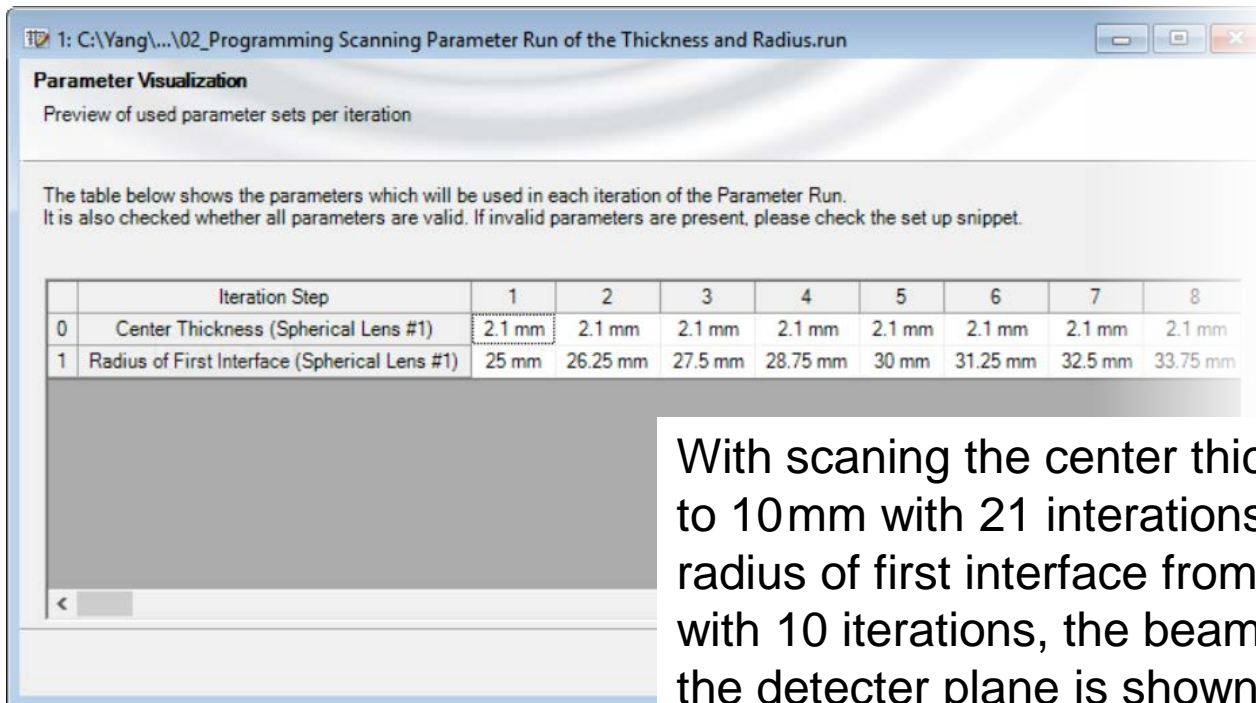 1: C:\Yang\...\02_Programming Scanning Parameter Run of the Thickness and Radius.run
Parameter Visualization
Preview of used parameter sets per iteration
The table below shows the parameters which will be used in each iteration of the Parameter Run.
It is also checked whether all parameters are valid. If invalid parameters are present, please check the set up snippet.
Iteration Step 1 2 3 4 5 6 7 8
0 Center Thickness (Spherical Lens #1) 2.1 mm 2.1 mm 2.1 mm 2.1 mm 2.1 mm 2.1 mm 2.1 mm 2.1 mm
1 Radius of First Interface (Spherical Lens #1) 25 mm 26.25 mm 27.5 mm 28.75 mm 30 mm 31.25 mm 32.5 mm 33.75 mm
With scaning the center thic
to 10mm with 21 interations
radius of first interface from
with 10 iterations, the beam
the detecter plane is shown